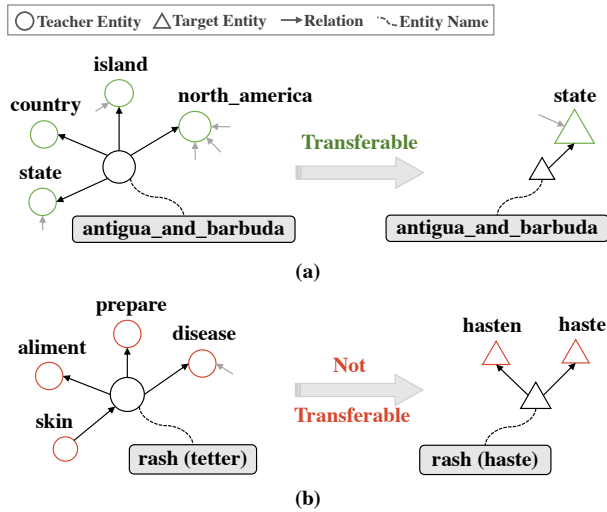 Teacher Entity Target Entity Relation Entity Name
island
country
north_america
state
state
Transferable
antigua_and_barbuda
antigua_and_barbuda
(a)
prepare
aliment
disease
hasten
haste
Not
Transferable
skin
rash (tetter)
rash (haste)
(b)